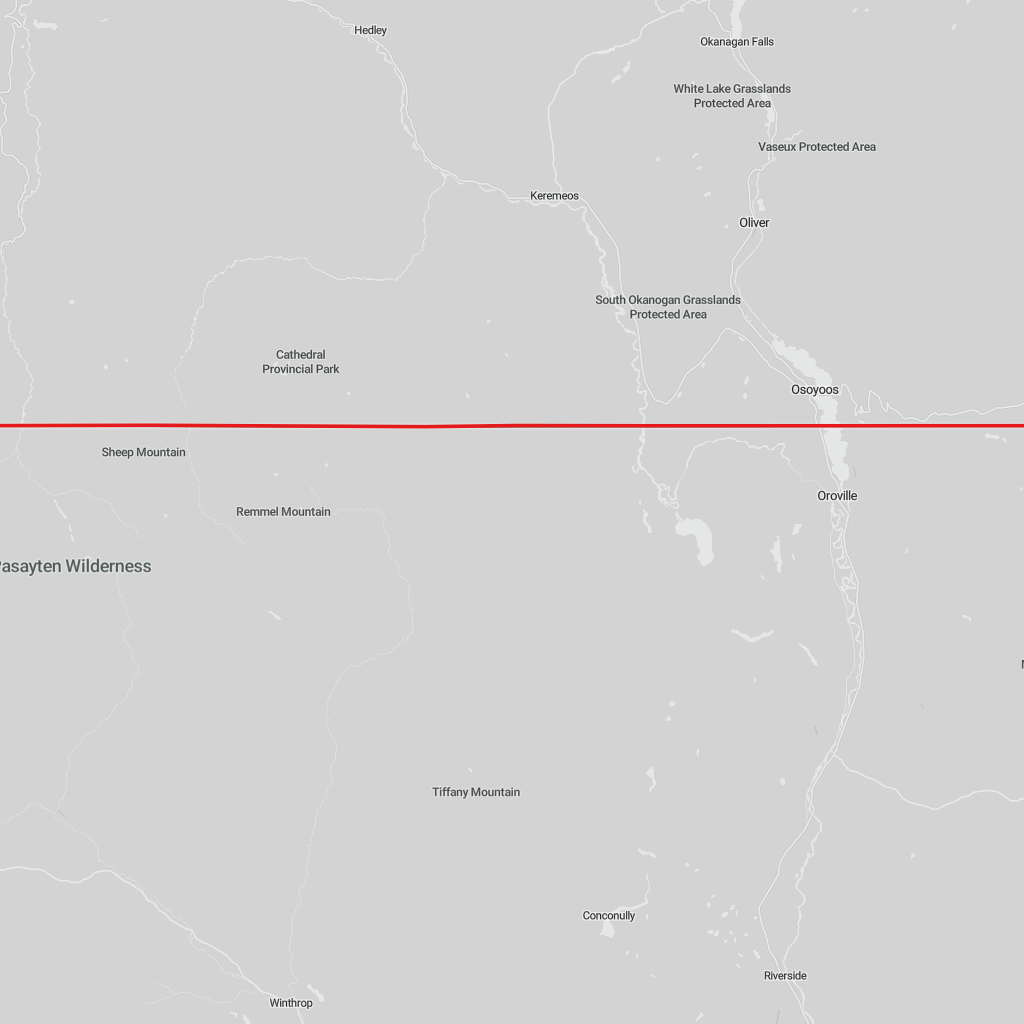 Hedley
Okanagan Falls
White Lake Grasslands
Protected Area
Vaseux Protected Area
Keremeos
Oliver
South Okanogan Grasslands
Protected Area
Cathedral
Provincial Park
Osoyoos
Sheep Mountain
Oroville
Remmel Mountain
asayten Wilderness
Tiffany Mountain
Conconully
Riverside
Winthrop